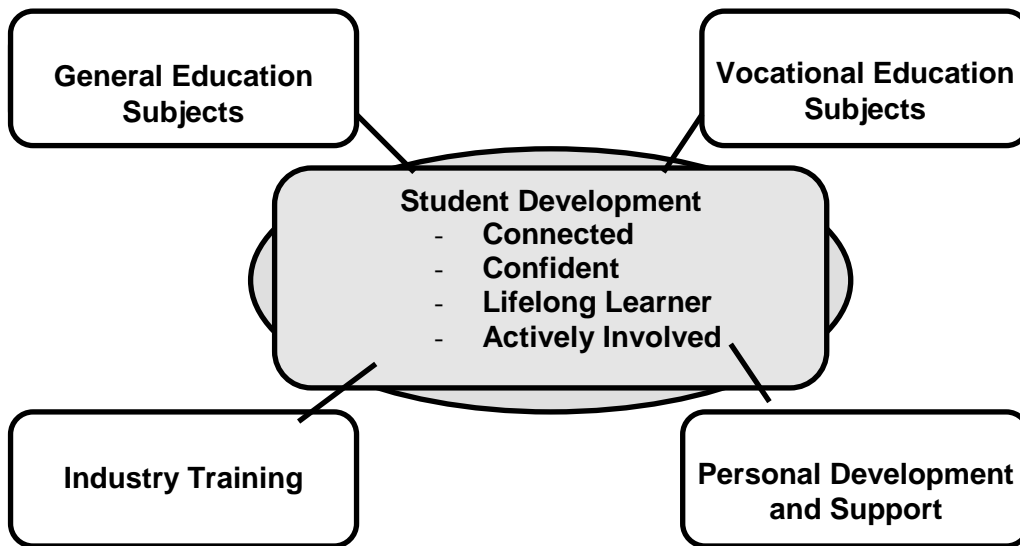 General Education
Subjects
Vocational Education
Subjects
Student Development
- Connected
- Confident
- Lifelong Learner
- Actively Involved
Industry Training
Personal Development
and Support